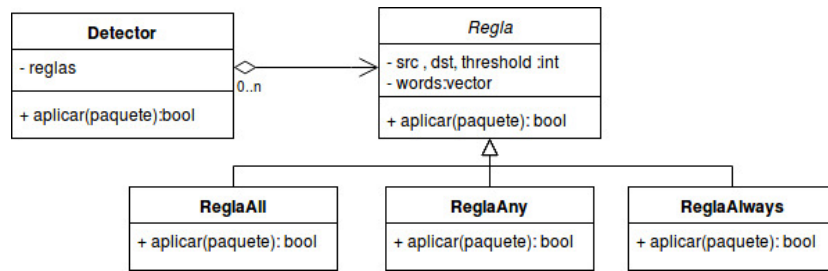 Detector
- reglas
+ aplicar(paquete):bool
0..n
Regla
- src , dst, threshold :int
- words:vector
+ aplicar(paquete): bool
ReglaAll
+ aplicar(paquete): bool
ReglaAny
+ aplicar(paquete): bool
ReglaAlways
+ aplicar(paquete): bool